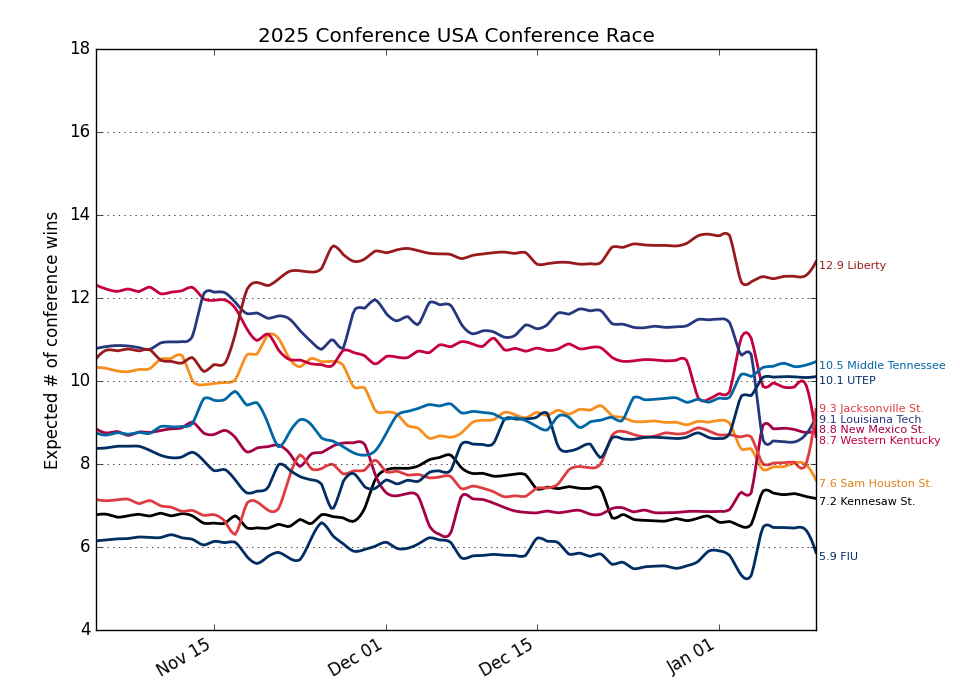 2025 Conference USA Conference Race
Expected # of conference wins
18
16
14
12
10
8
6
4
Nov 15
Dec 01
Dec 15
Jan 01
12.9 Liberty
10.5 Middle Tennessee
10.1 UTEP
9.3 Jacksonville St.
9.1 Louisiana Tech
8.8 New Mexico St.
8.7 Western Kentucky
7.6 Sam Houston St.
7.2 Kennesaw St.
5.9 FIU